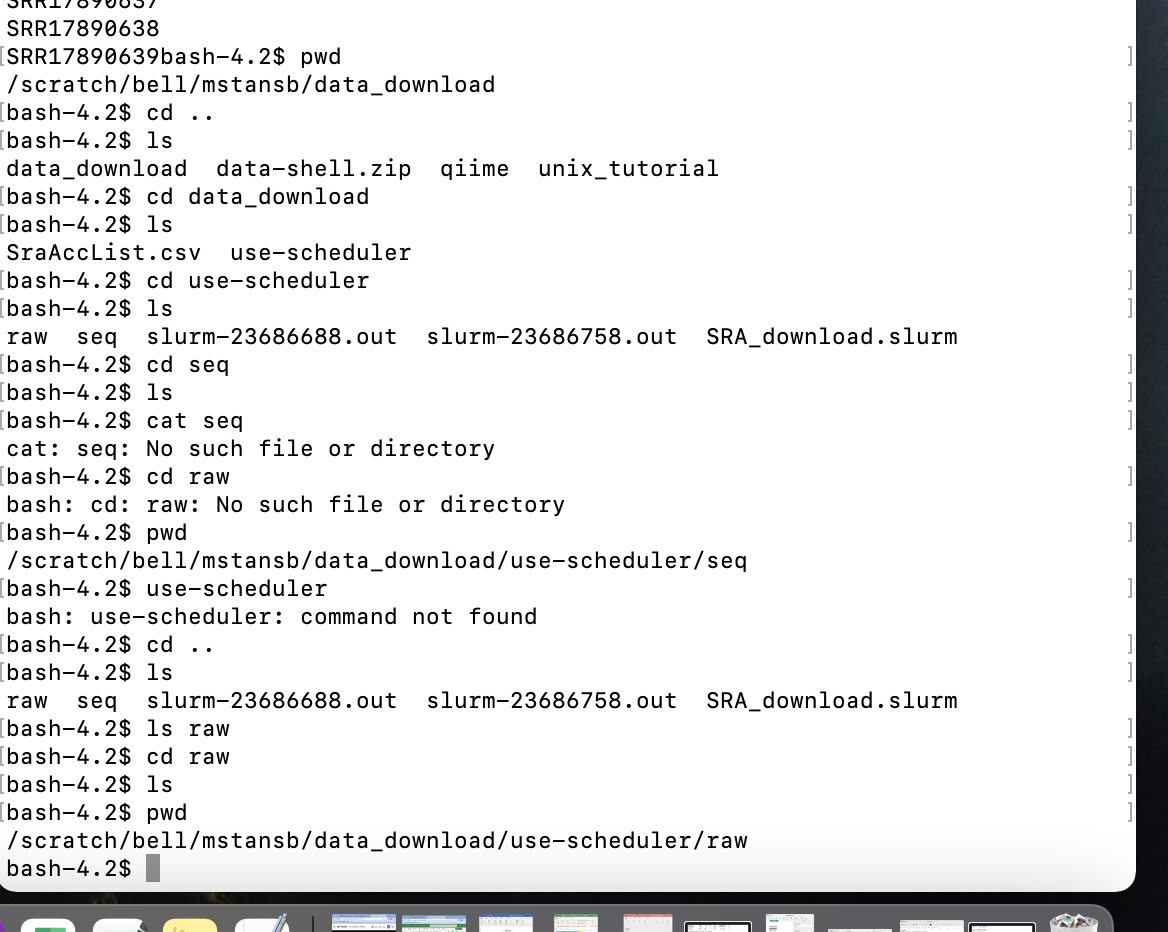 SRR17890637
SRR17890638
[SRR17890639bash-4.2$ pwd ]
/scratch/bell/mstansb/data_download
[bash-4.2$ cd .. ]
[bash-4.2$ ls ]
data_download  data-shell.zip  qiime  unix_tutorial
[bash-4.2$ cd data_download ]
[bash-4.2$ ls ]
SraAccList.csv  use-scheduler
[bash-4.2$ cd use-scheduler ]
[bash-4.2$ ls ]
raw  seq  slurm-23686688.out  slurm-23686758.out  SRA_download.slurm
[bash-4.2$ cd seq ]
[bash-4.2$ ls ]
[bash-4.2$ cat seq ]
cat: seq: No such file or directory
[bash-4.2$ cd raw ]
bash: cd: raw: No such file or directory
[bash-4.2$ pwd ]
/scratch/bell/mstansb/data_download/use-scheduler/seq
[bash-4.2$ use-scheduler ]
bash: use-scheduler: command not found
[bash-4.2$ cd .. ]
[bash-4.2$ ls ]
raw  seq  slurm-23686688.out  slurm-23686758.out  SRA_download.slurm
[bash-4.2$ ls raw ]
[bash-4.2$ cd raw ]
[bash-4.2$ ls ]
[bash-4.2$ pwd ]
/scratch/bell/mstansb/data_download/use-scheduler/raw
bash-4.2$